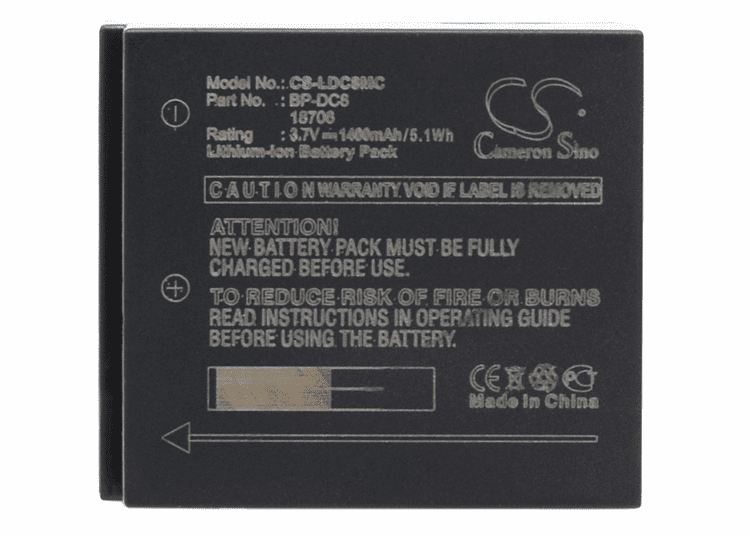 Model No.: CS-LDC8MC
Part No. : BP-DC8
18706
Rating : 3.7V⎓1400mAh/5.1Wh
Lithium-ion Battery Pack
CS
Cameron Sino
CAUTION WARRANTY VOID IF LABEL IS REMOVED
ATTENTION!
NEW BATTERY PACK MUST BE FULLY
CHARGED BEFORE USE.
TO REDUCE RISK OF FIRE OR BURNS
READ INSTRUCTIONS IN OPERATING GUIDE
BEFORE USING THE BATTERY.
CE
Made in China